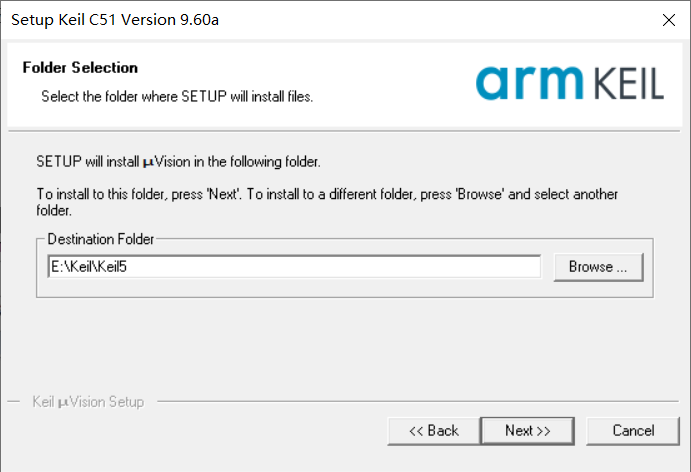 Setup Keil C51 Version 9.60a
Folder Selection
Select the folder where SETUP will install files.
arm KEIL
SETUP will install µVision in the following folder.
To install to this folder, press 'Next'. To install to a different folder, press 'Browse' and select another
folder.
Destination Folder
E:\Keil\Keil5
Browse ...
Keil µVision Setup
<< Back
Next >>
Cancel